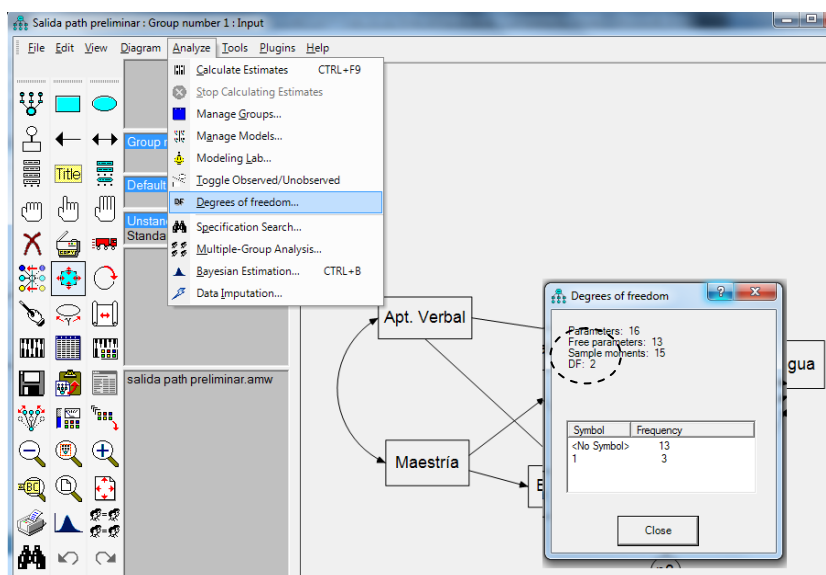 Salida path preliminar : Group number 1 : Input
File Edit View Diagram Analyze Tools Plugins Help
Calculate Estimates CTRL+F9
Stop Calculating Estimates
Manage Groups...
Manage Models...
Modeling Lab...
Toggle Observed/Unobserved
DF Degrees of freedom...
Specification Search...
Multiple-Group Analysis...
Bayesian Estimation... CTRL+B
Data Imputation...
Title
Group
Default
Unstan
Standa
salida path preliminar.amw
Apt. Verbal
Maestría
E
gua
Degrees of freedom
Parameters: 16
Free parameters: 13
Sample moments: 15
DF: 2
Symbol Frequency
<No Symbol> 13
1 3
Close